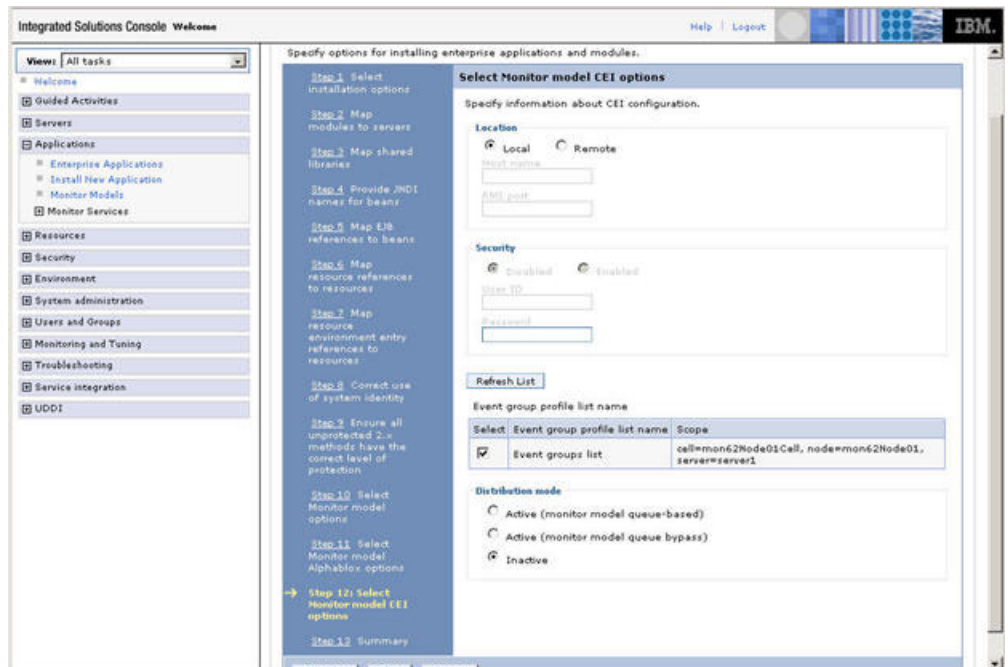 Integrated Solutions Console Welcome
Help | Logout
IBM.
View: All tasks
Welcome
Guided Activities
Servers
Applications
Enterprise Applications
Install New Application
Monitor Models
Monitor Services
Resources
Security
Environment
System administration
Users and Groups
Monitoring and Tuning
Troubleshooting
Service integration
UDDI
Specify options for installing enterprise applications and modules.
Step 1 Select
installation options
Step 2 Map
modules to servers
Step 3 Map shared
libraries
Step 4 Provide JNDI
names for beans
Step 5 Map EJB
references to beans
Step 6 Map
resource references
to resources
Step 7 Map
resource
environment entry
references to
resources
Step 8 Correct use
of system identity
Step 9 Ensure all
unprotected 2.x
methods have the
correct level of
protection
Step 10 Select
Monitor model
options
Step 11 Select
Monitor model
Alphablox options
Step 12: Select
Monitor model CEI
options
Step 13 Summary
Select Monitor model CEI options
Specify information about CEI configuration.
Location
Local Remote
Host name
RMI port
Security
Disabled Enabled
User ID
Password
Refresh List
Event group profile list name
Select Event group profile list name Scope
Event groups list cell=mon62Node01Cell, node=mon62Node01,
server=server1
Distribution mode
Active (monitor model queue-based)
Active (monitor model queue bypass)
Inactive